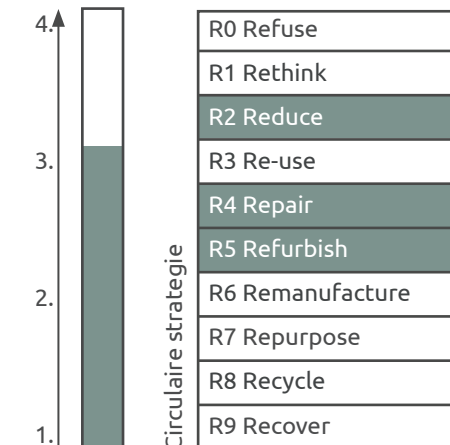 4.
3.
2.
1.
Circulaire strategie
R0 Refuse
R1 Rethink
R2 Reduce
R3 Re-use
R4 Repair
R5 Refurbish
R6 Remanufacture
R7 Repurpose
R8 Recycle
R9 Recover